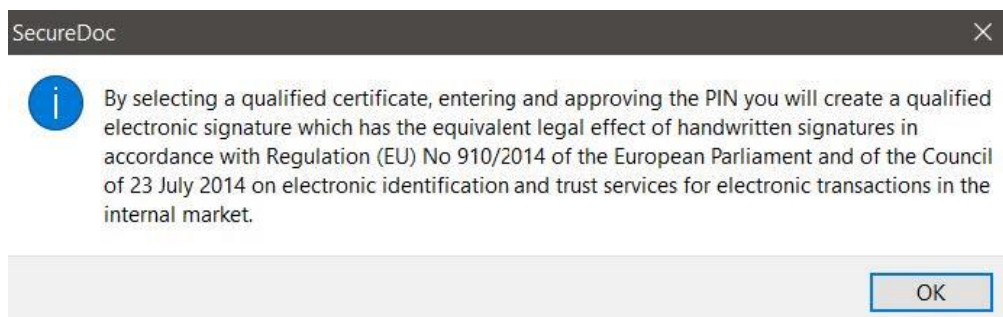 SecureDoc
By selecting a qualified certificate, entering and approving the PIN you will create a qualified
electronic signature which has the equivalent legal effect of handwritten signatures in
accordance with Regulation (EU) No 910/2014 of the European Parliament and of the Council
of 23 July 2014 on electronic identification and trust services for electronic transactions in the
internal market.
OK